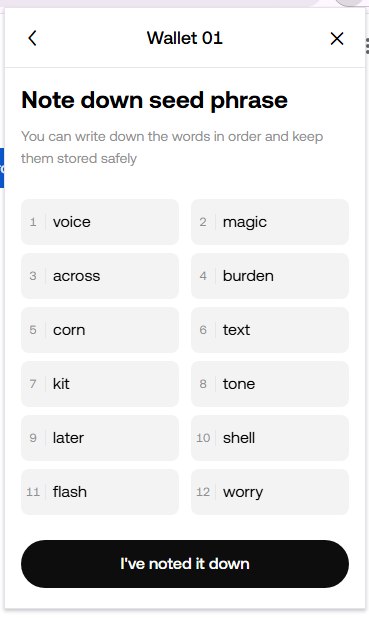 Wallet 01
Note down seed phrase
You can write down the words in order and keep
them stored safely
1 voice
2 magic
3 across
4 burden
5 corn
6 text
7 kit
8 tone
9 later
10 shell
11 flash
12 worry
I've noted it down